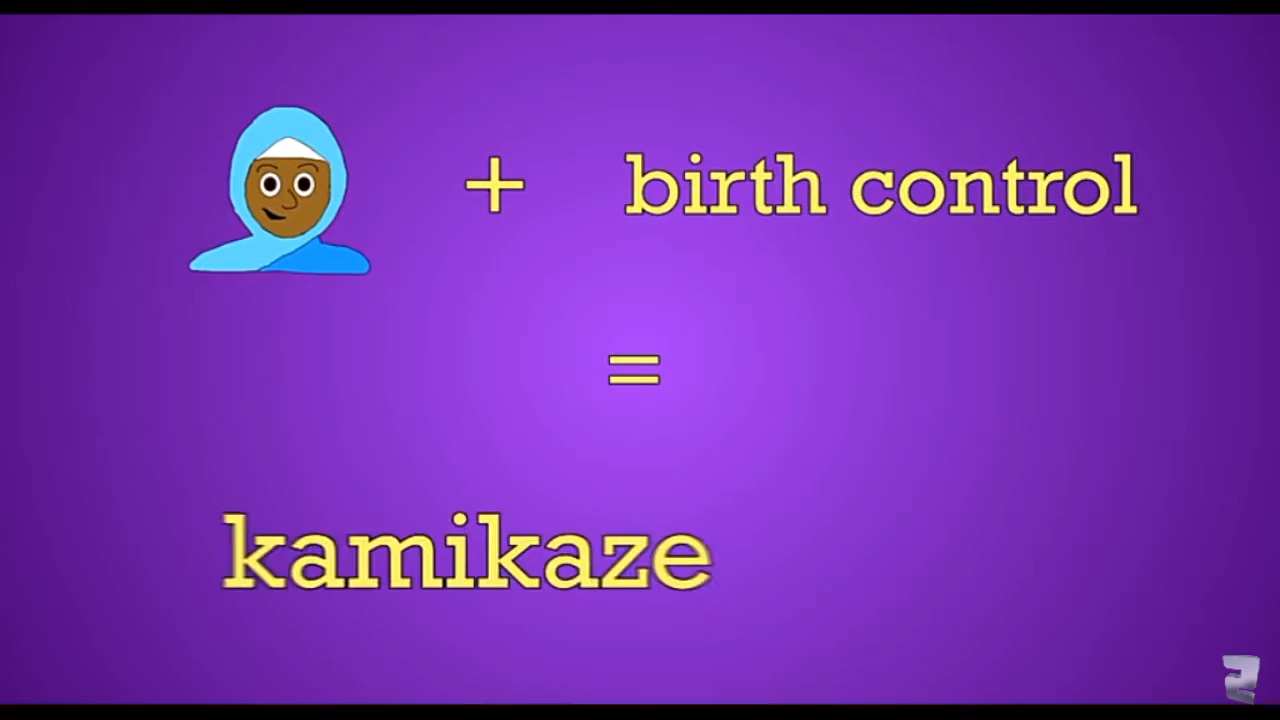 + birth control
=
kamikaze